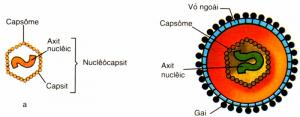 Capsôme
Axit
nuclêic
Nuclêôcapsit
Capsit
a
Vỏ ngoài
Capsôme
Axit
nuclêic
Gai